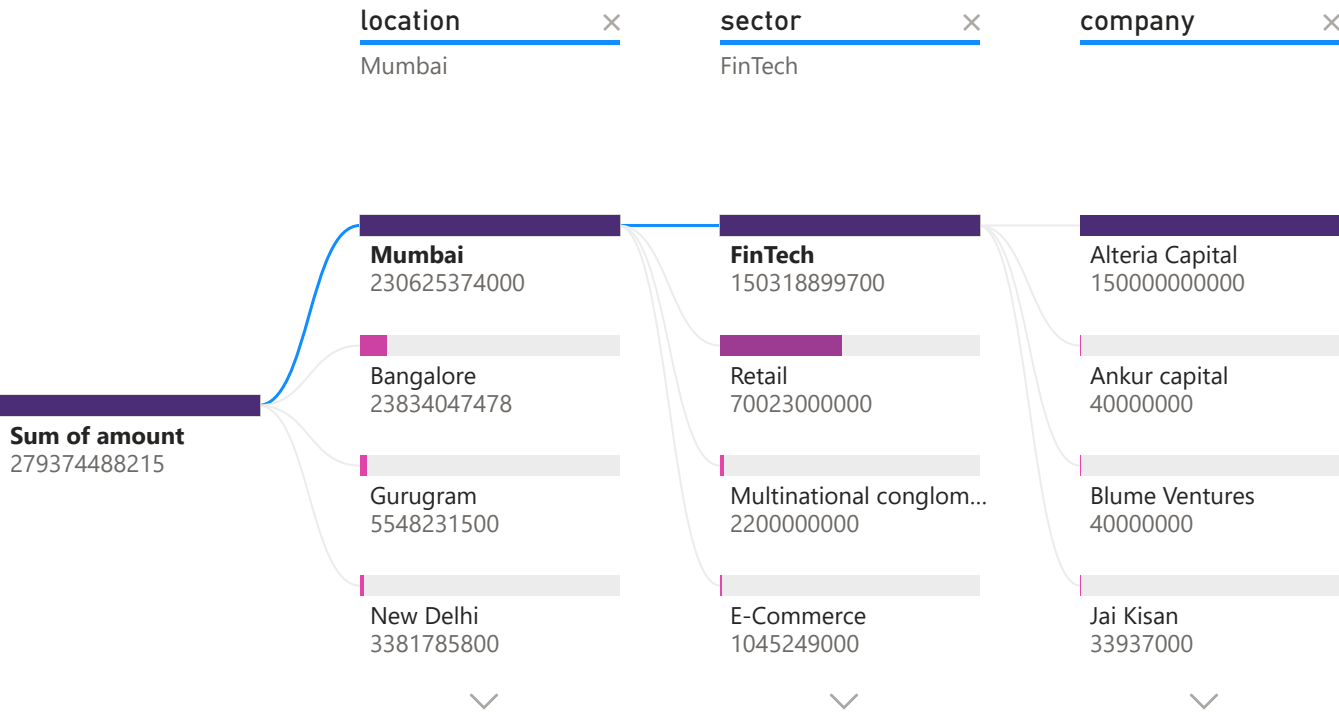 location
sector
company
Mumbai
FinTech
Mumbai
230625374000
FinTech
150318899700
Alteria Capital
150000000000
Bangalore
23834047478
Retail
70023000000
Ankur capital
40000000
Sum of amount
279374488215
Gurugram
5548231500
Multinational conglom...
2200000000
Blume Ventures
40000000
New Delhi
3381785800
E-Commerce
1045249000
Jai Kisan
33937000